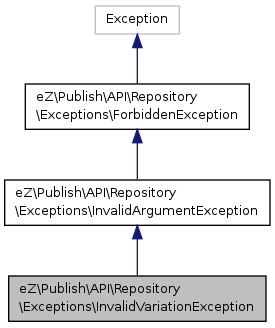 Exception
eZ\Publish\API\Repository
\Exceptions\ForbiddenException
eZ\Publish\API\Repository
\Exceptions\InvalidArgumentException
eZ\Publish\API\Repository
\Exceptions\InvalidVariationException